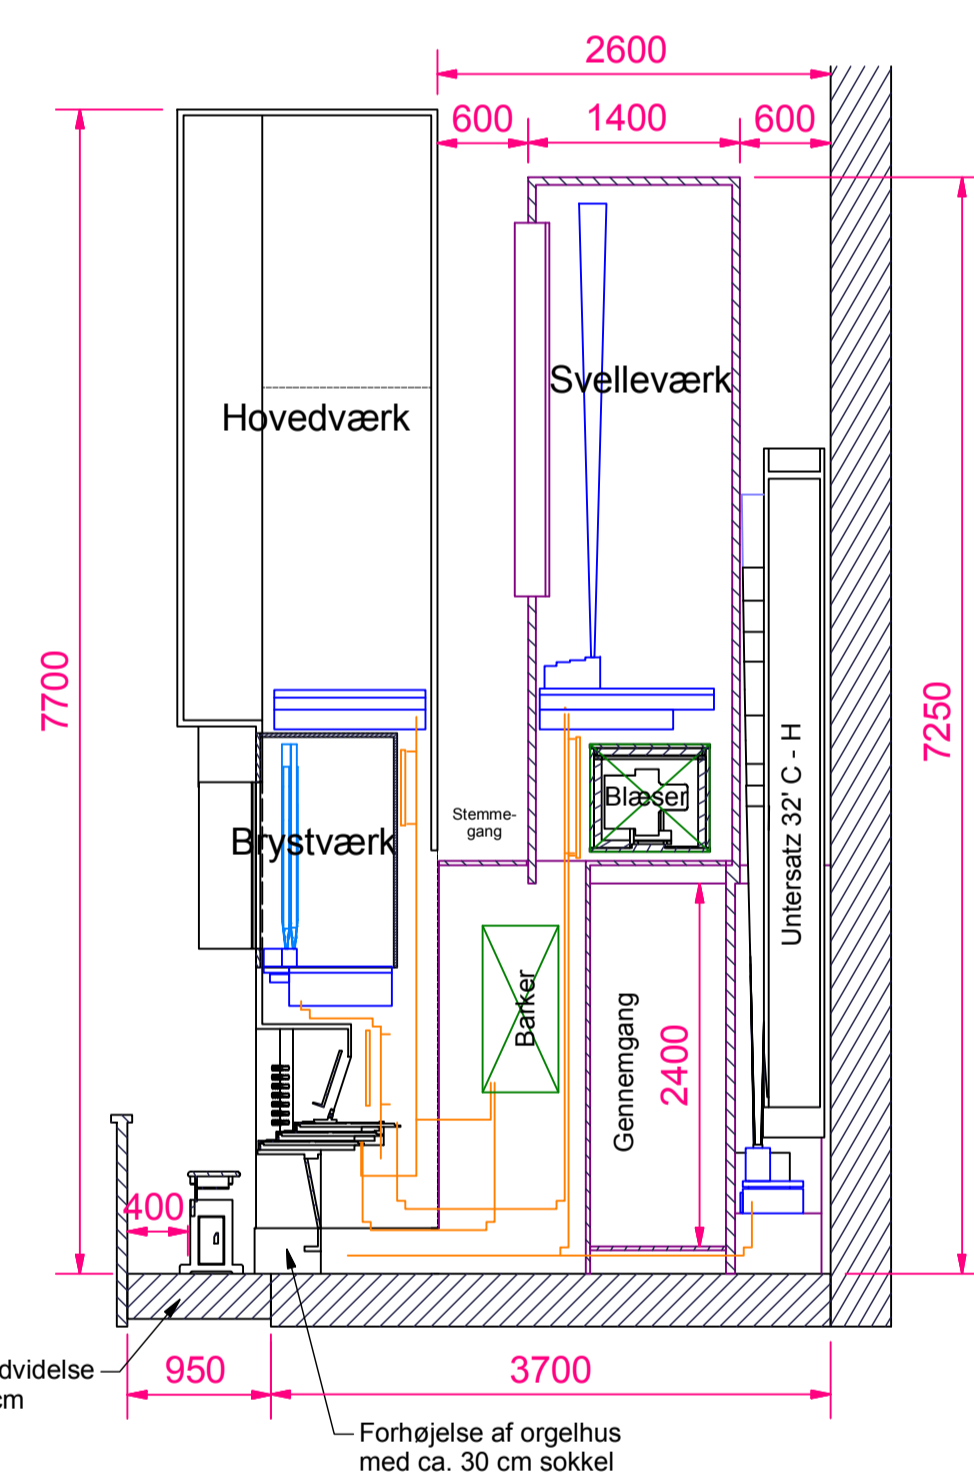 2600
600
1400
600
Svelleværk
Hovedværk
7700
7250
Blæser
Stemme-
gang
Brystværk
Untersatz 32' C - H
Barker
Gennemgang
2400
400
dvidelse
cm
950
3700
Forhøjelse af orgelhus
med ca. 30 cm sokkel